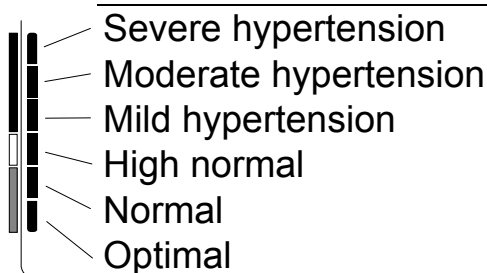 Severe hypertension
Moderate hypertension
Mild hypertension
High normal
Normal
Optimal